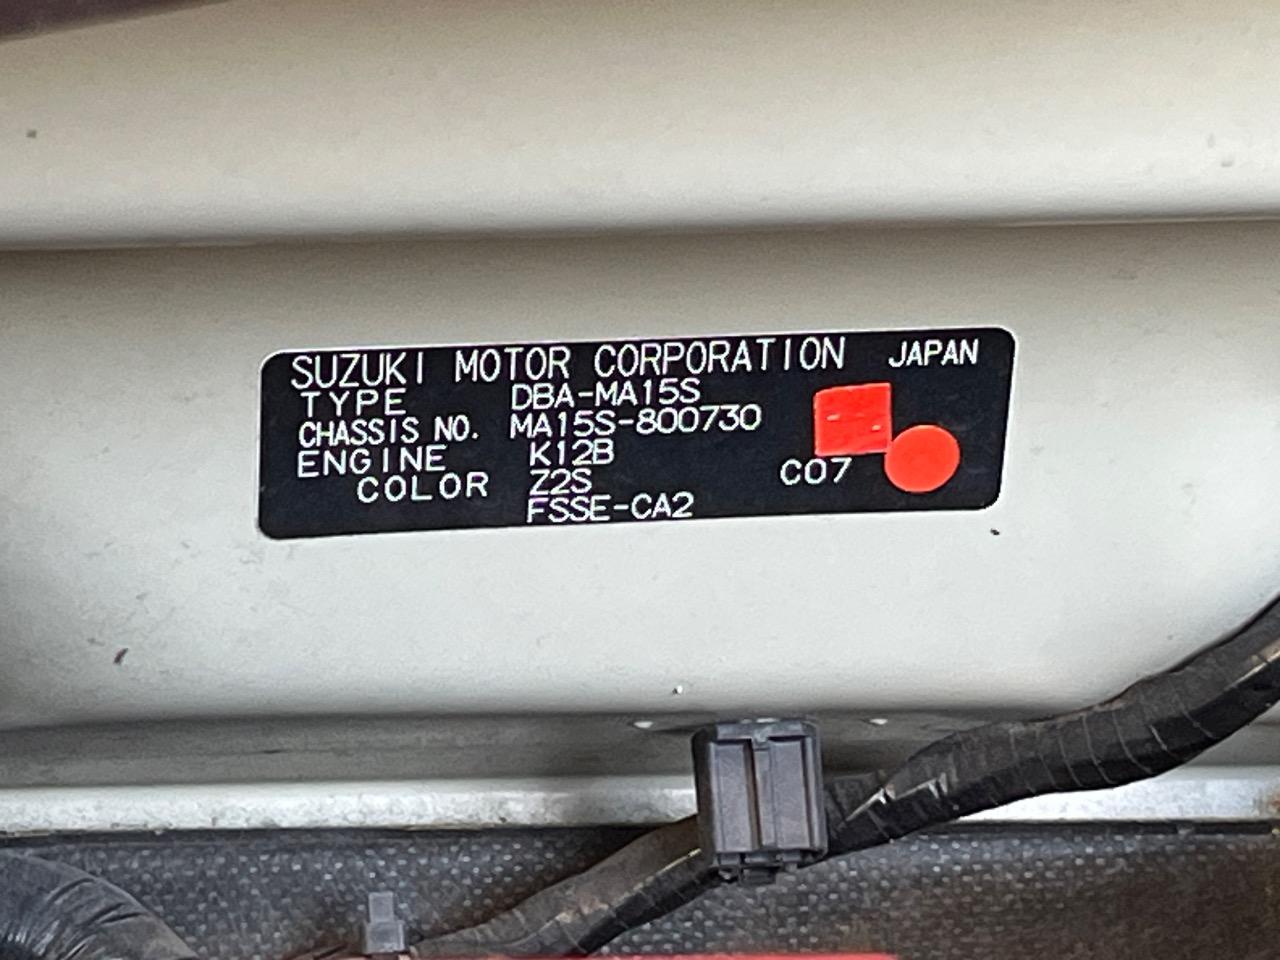 SUZUKI MOTOR CORPORATION JAPAN
TYPE DBA-MA15S
CHASSIS NO. MA15S-800730
ENGINE K12B
COLOR Z2S C07
FSSE-CA2